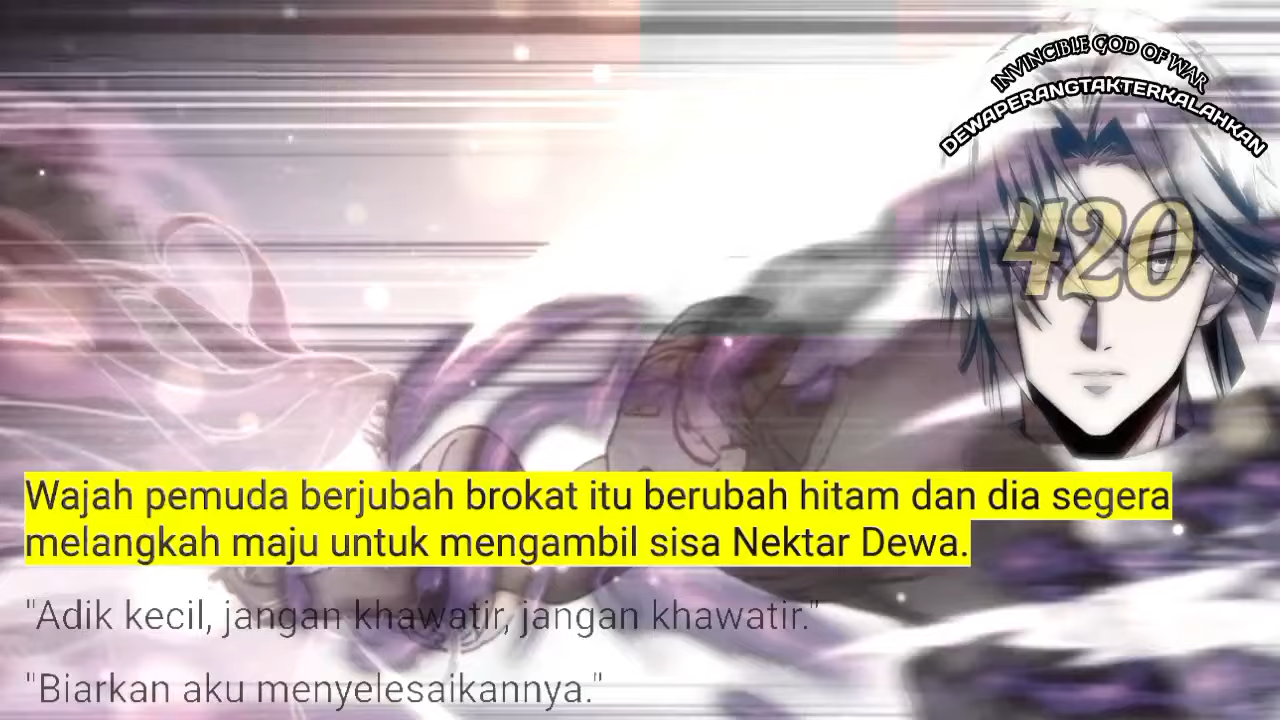 INVINCIBLE GOD OF WAR
DEWAPERANGTAKTERKALAHKAN
420
Wajah pemuda berjubah brokat itu berubah hitam dan dia segera
melangkah maju untuk mengambil sisa Nektar Dewa.
"Adik kecil, jangan khawatir, jangan khawatir."
"Biarkan aku menyelesaikannya."